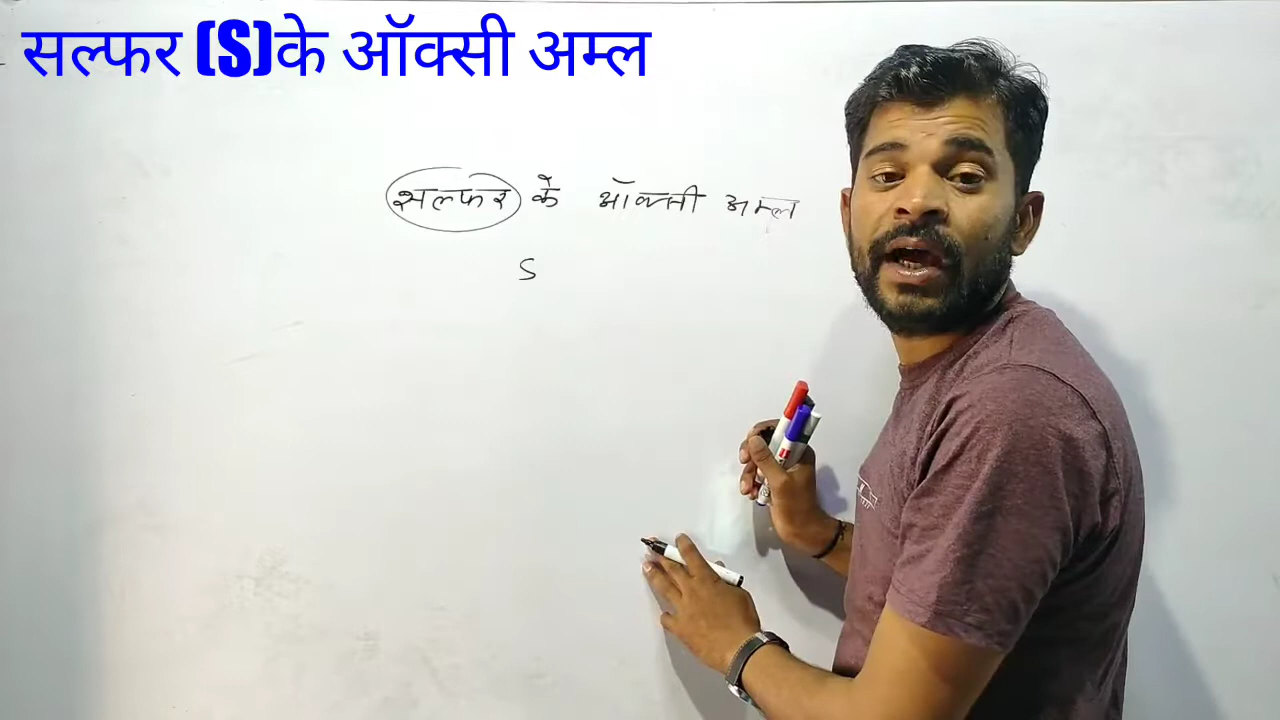 सल्फर (S)के ऑक्सी अम्ल
सल्फर के ऑक्सी अम्ल
S